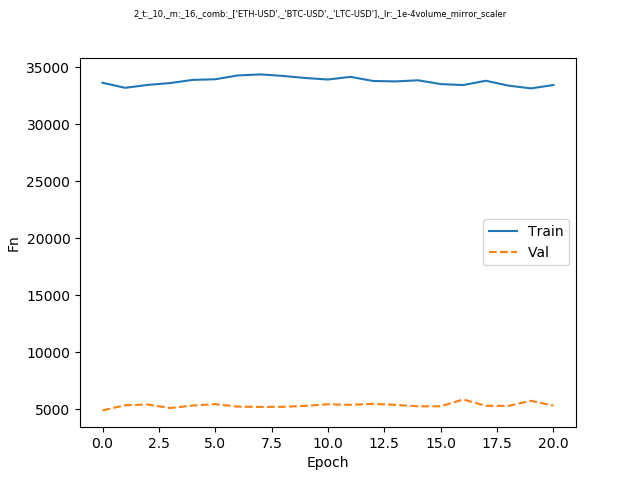 2_t:_10,_m:_16,_comb:_['ETH-USD',_'BTC-USD',_'LTC-USD'],_lr:_1e-4volume_mirror_scaler
35000
30000
25000
20000
15000
10000
5000
Fn
Train
Val
0.0 2.5 5.0 7.5 10.0 12.5 15.0 17.5 20.0
Epoch